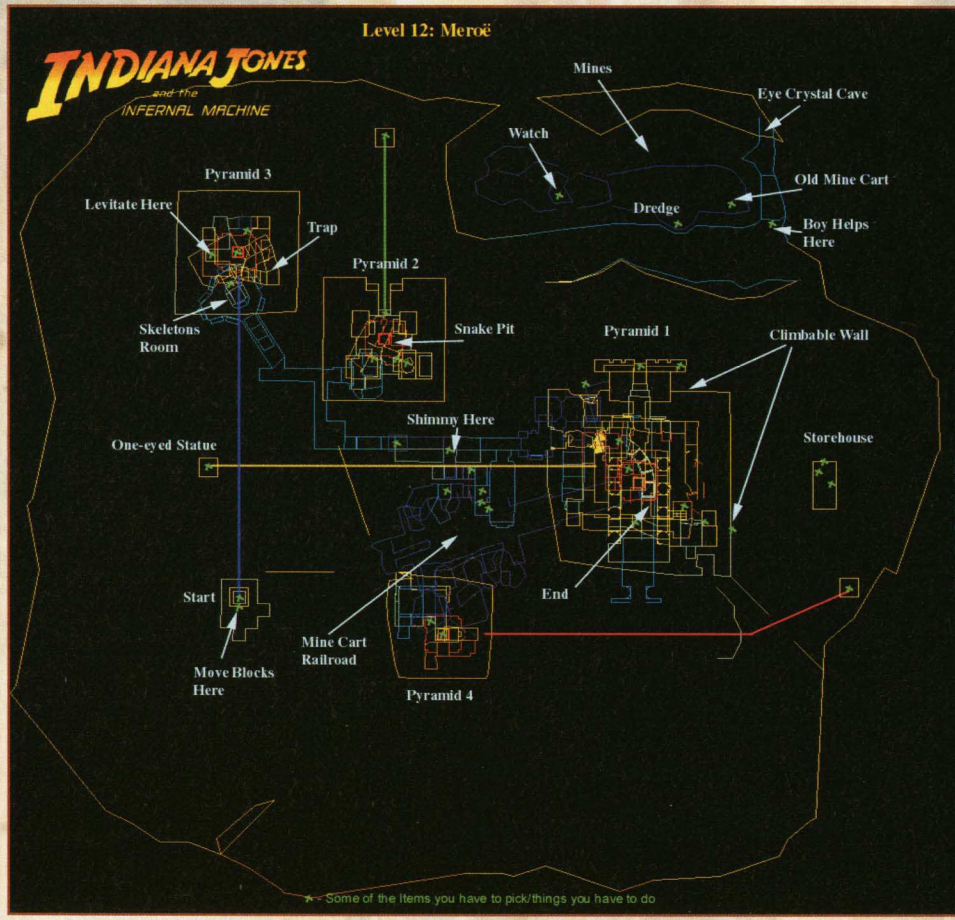 Level 12: Meroë
INDIANA JONES
and the
INFERNAL MACHINE
Mines
Eye Crystal Cave
Watch
Old Mine Cart
Pyramid 3
Levitate Here
Trap
Dredge
Boy Helps
Here
Pyramid 2
Skeletons
Room
Snake Pit
Pyramid 1
Climbable Wall
Shimmy Here
One-eyed Statue
Storehouse
Start
End
Mine Cart
Railroad
Move Blocks
Here
Pyramid 4
- Some of the Items you have to pick/things you have to do